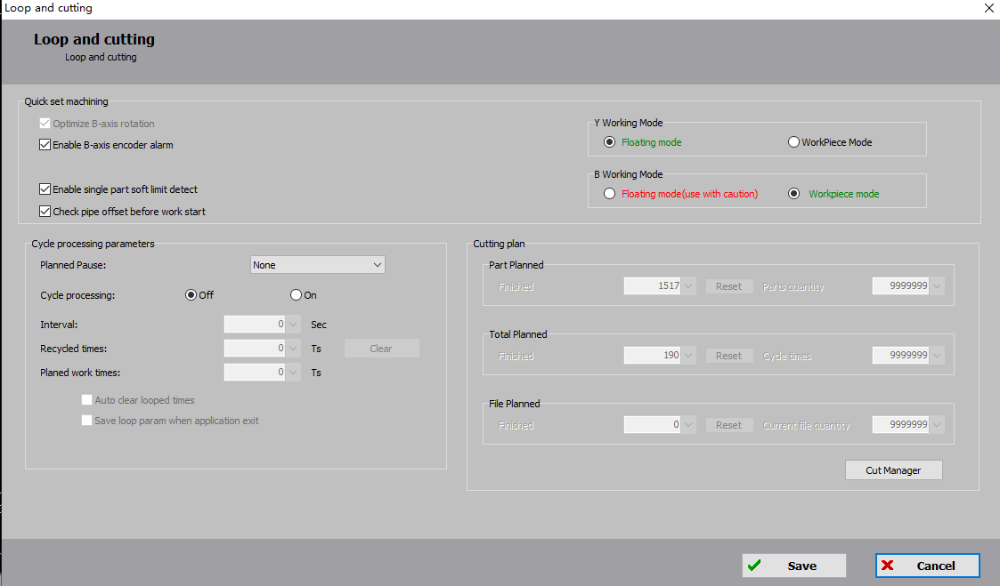 Loop and cutting
Loop and cutting
Loop and cutting
Quick set machining
Optimize B-axis rotation
Enable B-axis encoder alarm
Enable single part soft limit detect
Check pipe offset before work start
Y Working Mode
Floating mode WorkPiece Mode
B Working Mode
Floating mode(use with caution) Workpiece mode
Cycle processing parameters
Planned Pause: None
Cycle processing: Off On
Interval: 0 Sec
Recycled times: 0 Ts Clear
Planed work times: 0 Ts
Auto clear looped times
Save loop param when application exit
Cutting plan
Part Planned
Finished 1517 Reset Parts quantity 9999999
Total Planned
Finished 190 Reset Cycle times 9999999
File Planned
Finished 0 Reset Current file quantity 9999999
Cut Manager
Save Cancel